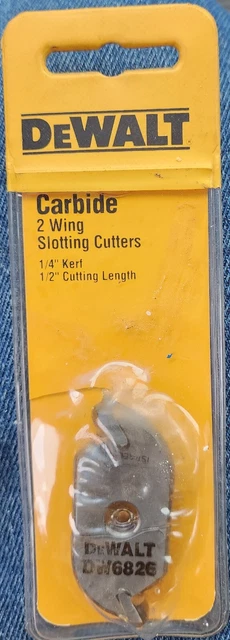 DEWALT
Carbide
2 Wing
Slotting Cutters
1/4" Kerf
1/2" Cutting Length
DEWALT
DW6826